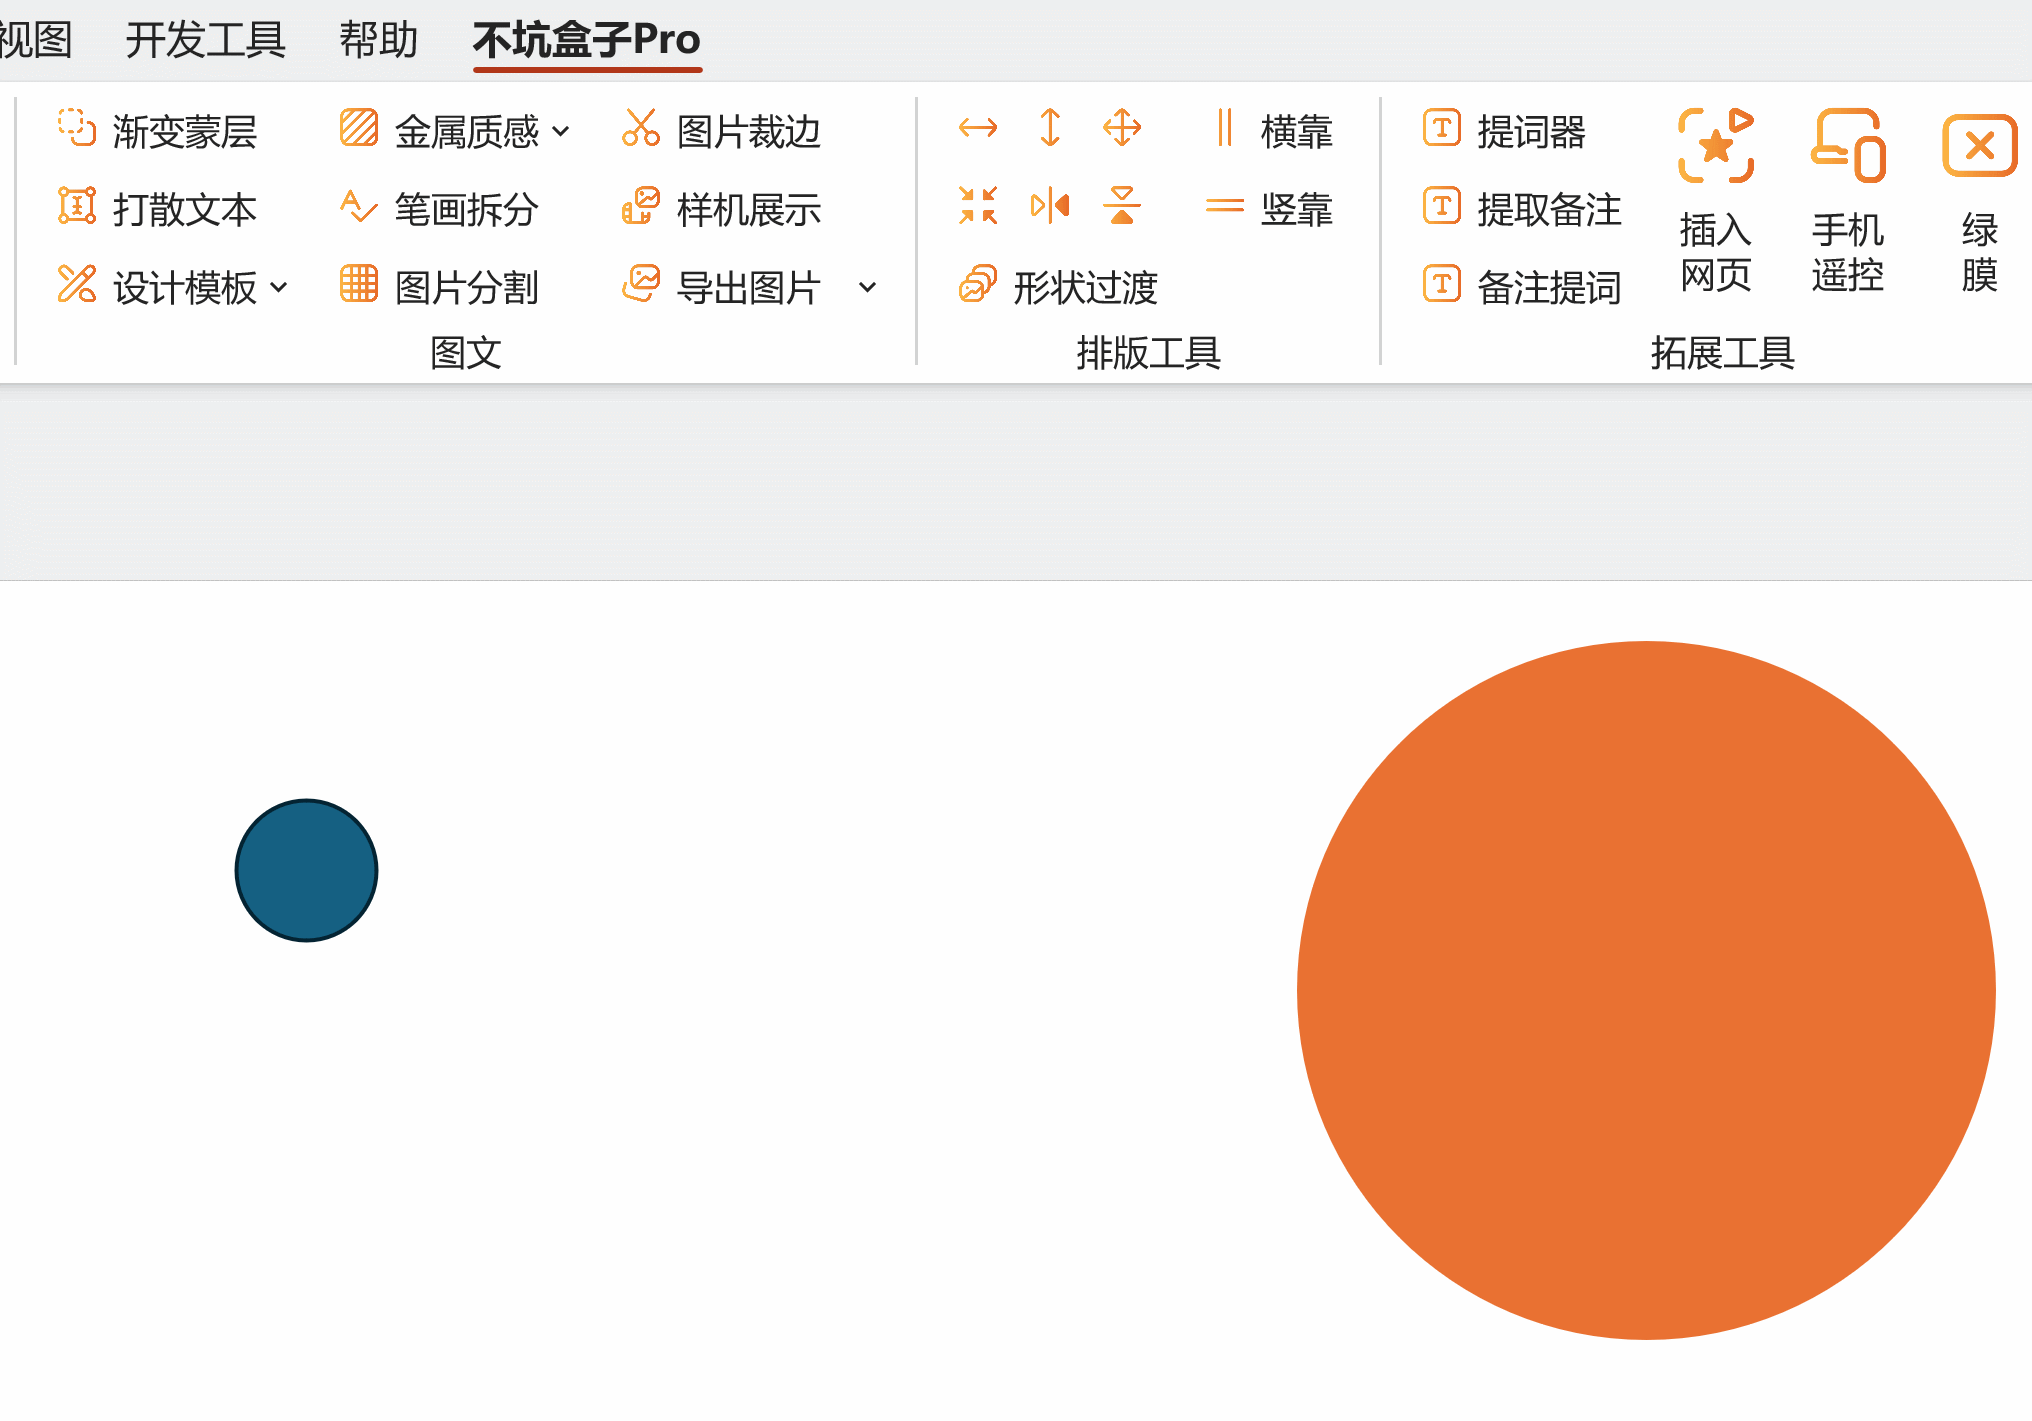 视图 开发工具 帮助 不坑盒子Pro
渐变蒙层 金属质感 图片裁边 横靠 提词器
打散文本 笔画拆分 样机展示 竖靠 提取备注
设计模板 图片分割 导出图片 形状过渡 备注提词
插入网页 手机遥控 绿膜
图文 排版工具 拓展工具